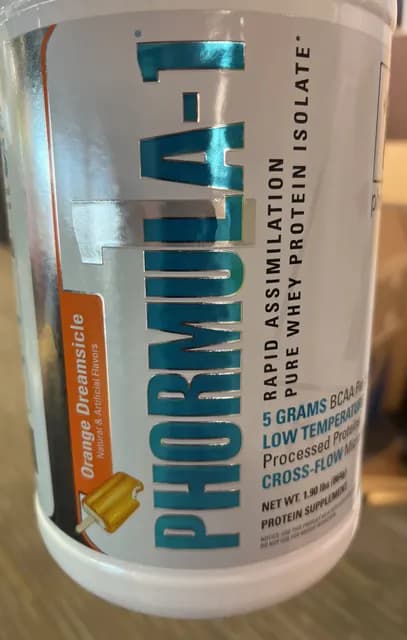 PHORMULA-1
RAPID ASSIMILATION
PURE WHEY PROTEIN ISOLATE*
Orange Dreamsicle
Natural & Artificial Flavors
5 GRAMS BCAA
LOW TEMPERATURE
Processed Protein
CROSS-FLOW
NET WT. 1.90 lbs
PROTEIN SUPPLEMENT